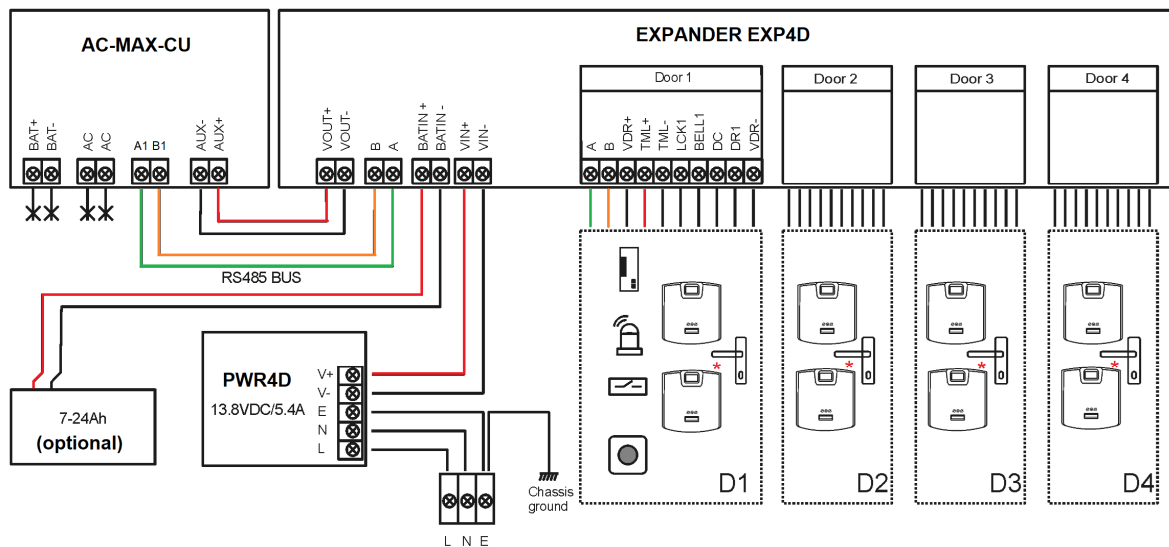 AC-MAX-CU
EXPANDER EXP4D
Door 1
Door 2
Door 3
Door 4
BAT+
BAT-
AC
AC
A1
B1
AUX-
AUX+
VOUT+
VOUT-
B
A
BATIN +
BATIN -
VIN+
VIN-
A
B
VDR+
TML+
TML-
LCK1
BELL1
DC
DR1
VDR-
RS485 BUS
PWR4D
13.8VDC/5.4A
V+
V-
E
N
L
7-24Ah
(optional)
Chassis
ground
L N E
*
*
*
*
D1
D2
D3
D4